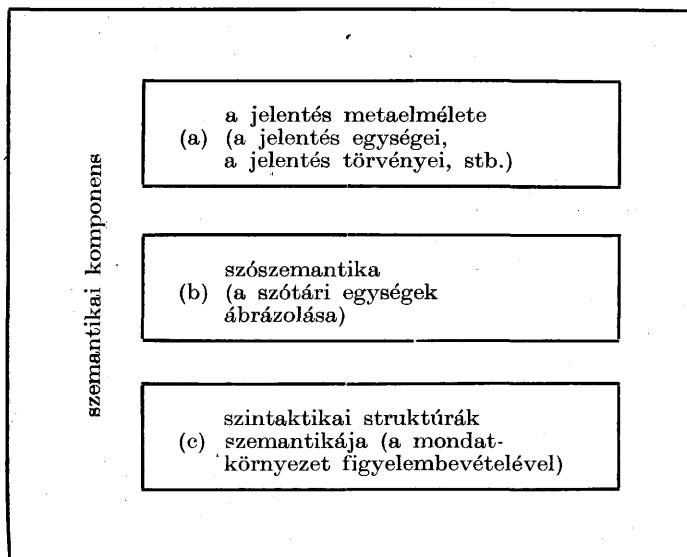 szemantikai komponens
a jelentés metaelmélete
(a) (a jelentés egységei,
a jelentés törvényei, stb.)
szószemantika
(b) (a szótári egységek
ábrázolása)
szintaktikai struktúrák
(c) szemantikája (a mondat-
környezet figyelembevételével)